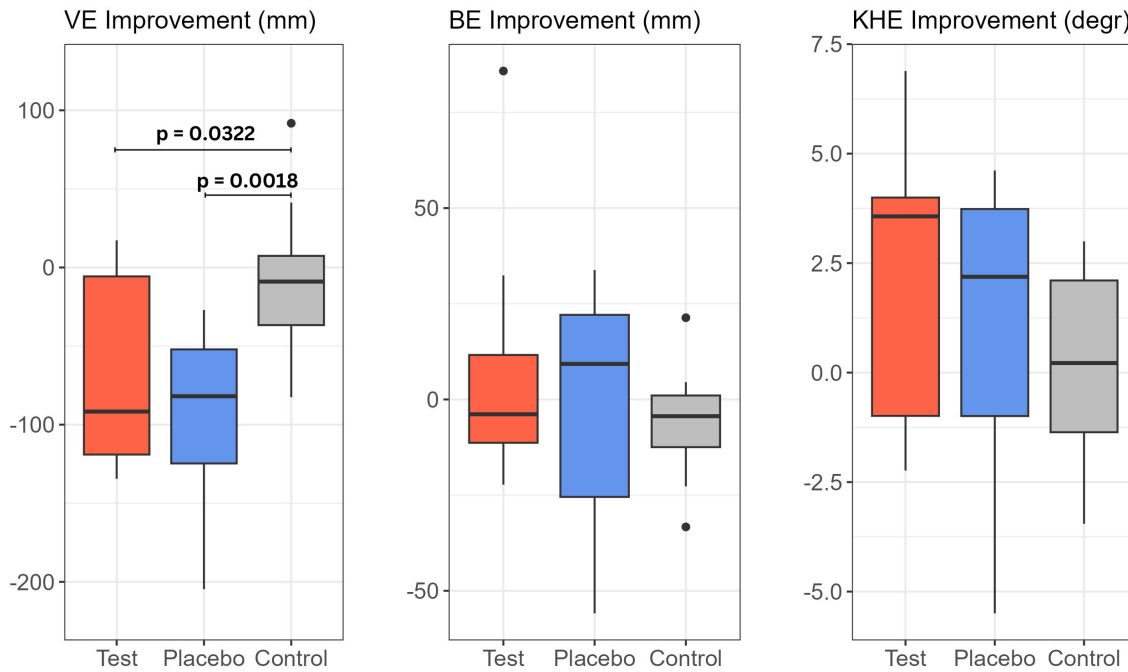 VE Improvement (mm)
100
0
-100
-200
p = 0.0322
p = 0.0018
Test Placebo Control
BE Improvement (mm)
50
0
-50
Test Placebo Control
KHE Improvement (degr)
7.5
5.0
2.5
0.0
-2.5
-5.0
Test Placebo Control